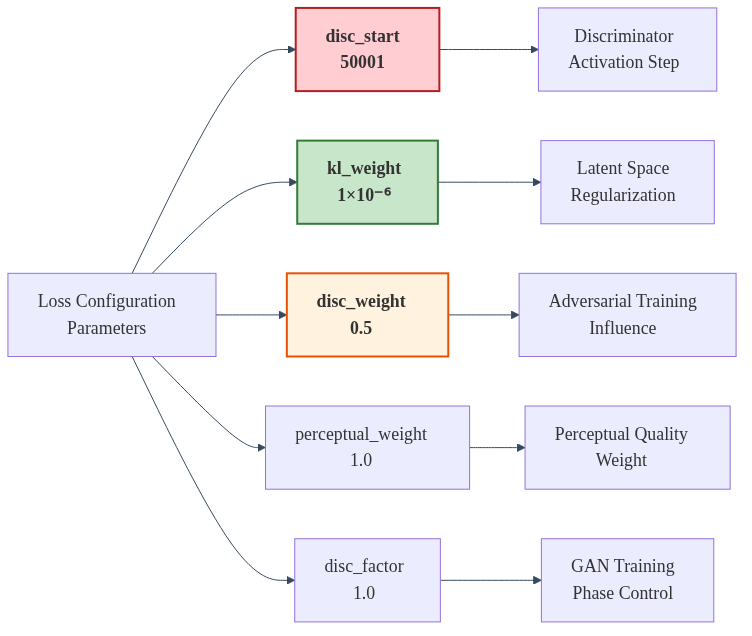 disc_start
50001
Discriminator
Activation Step
kl_weight
1×10⁻⁶
Latent Space
Regularization
Loss Configuration
Parameters
disc_weight
0.5
Adversarial Training
Influence
perceptual_weight
1.0
Perceptual Quality
Weight
disc_factor
1.0
GAN Training
Phase Control